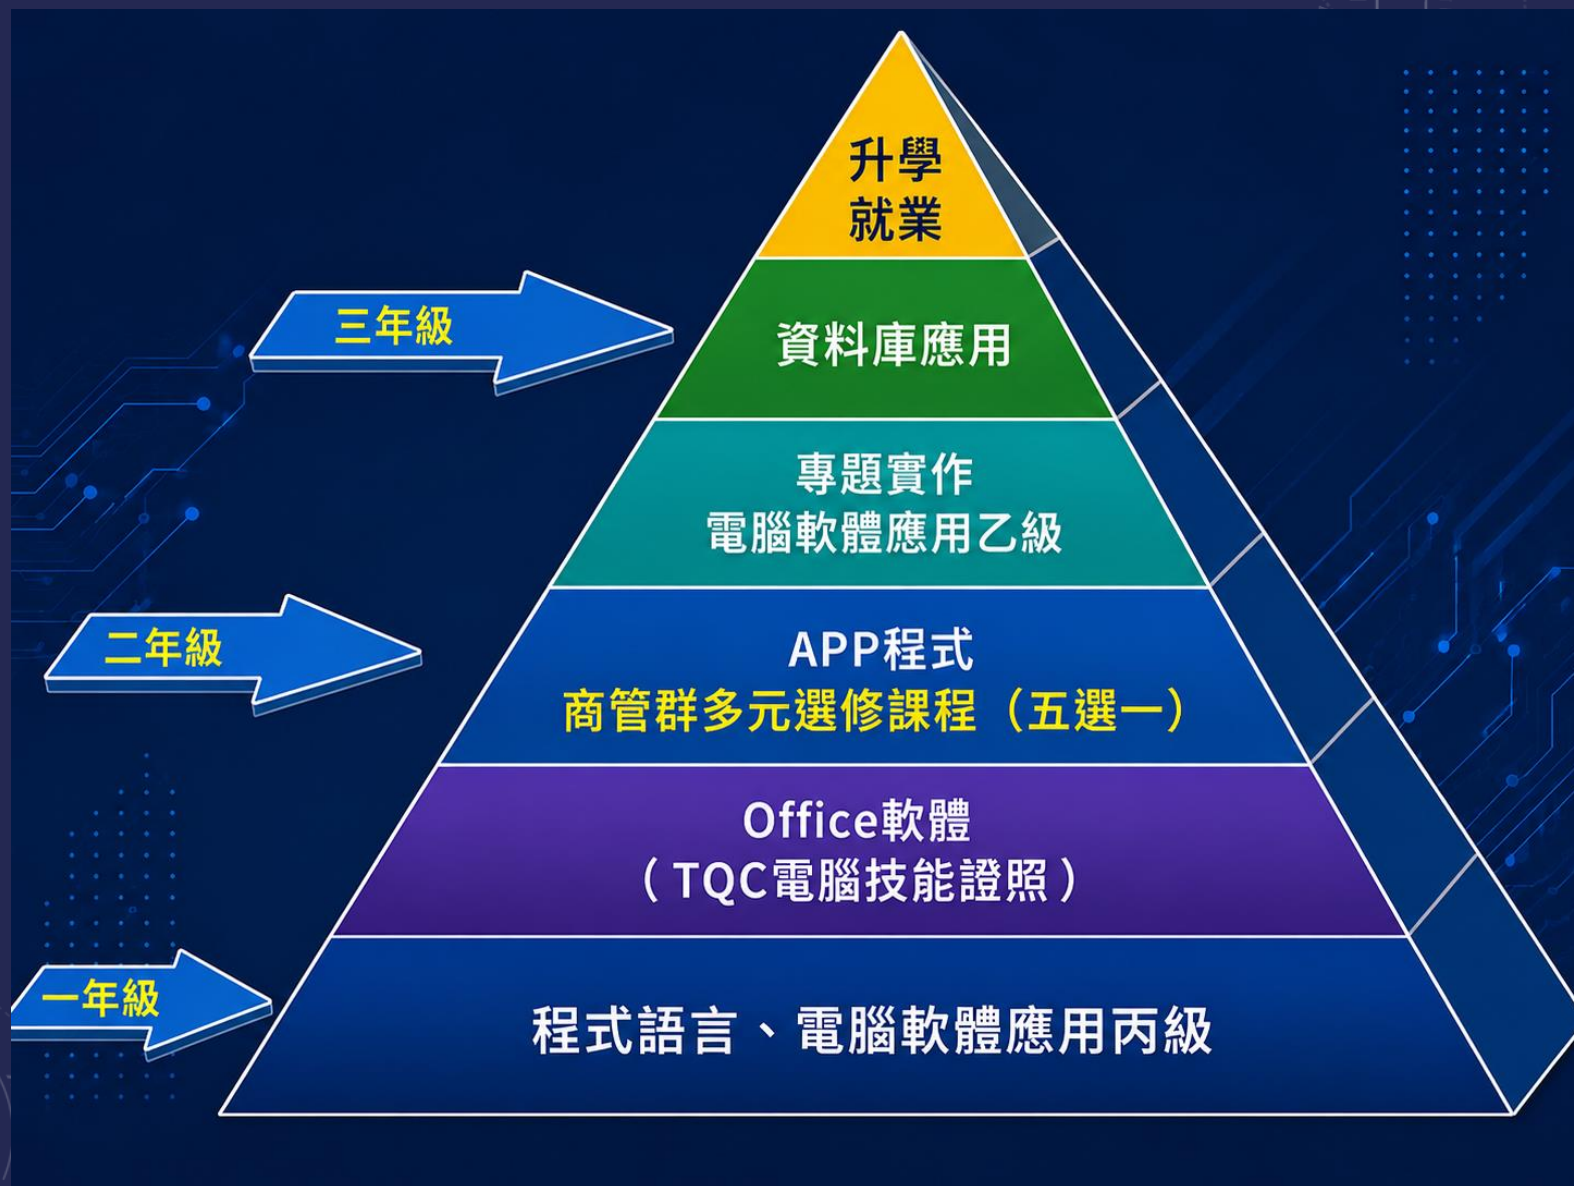 升學
就業
三年級
資料庫應用
專題實作
電腦軟體應用乙級
二年級
APP程式
商管群多元選修課程（五選一）
Office軟體
（TQC電腦技能證照）
一年級
程式語言、電腦軟體應用丙級